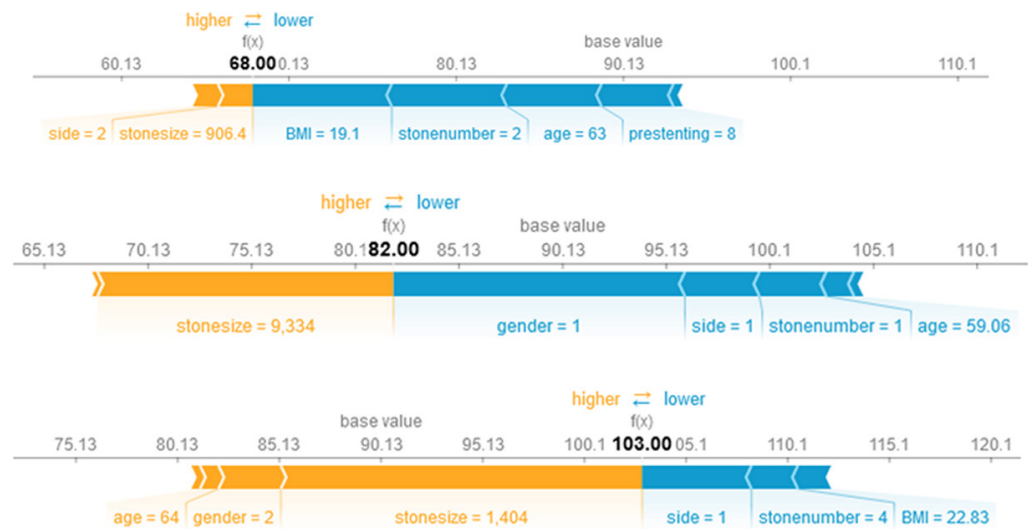 higher ⇄ lower
f(x) base value
60.13 68.00 0.13 80.13 90.13 100.1 110.1
side = 2 stonesize = 906.4 BMI = 19.1 stonenumber = 2 age = 63 prestenting = 8
higher ⇄ lower
f(x) base value
65.13 70.13 75.13 80.1 82.00 85.13 90.13 95.13 100.1 105.1 110.1
stonesize = 9,334 gender = 1 side = 1 stonenumber = 1 age = 59.06
higher ⇄ lower
base value f(x)
75.13 80.13 85.13 90.13 95.13 100.1 103.00 05.1 110.1 115.1 120.1
age = 64 gender = 2 stonesize = 1,404 side = 1 stonenumber = 4 BMI = 22.83